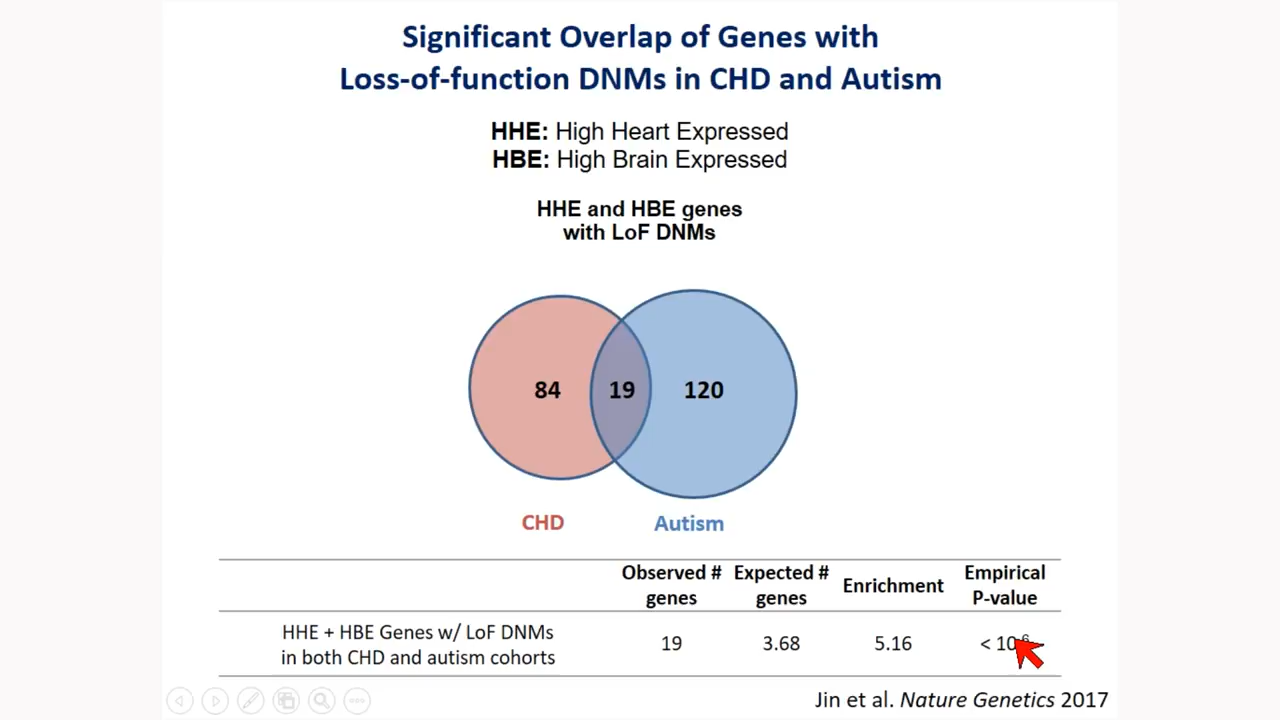 Significant Overlap of Genes with
Loss-of-function DNMs in CHD and Autism
HHE: High Heart Expressed
HBE: High Brain Expressed
HHE and HBE genes
with LoF DNMs
84 19 120
CHD Autism
Observed # genes Expected # genes Enrichment Empirical P-value
HHE + HBE Genes w/ LoF DNMs
in both CHD and autism cohorts
19 3.68 5.16 < 10
Jin et al. Nature Genetics 2017